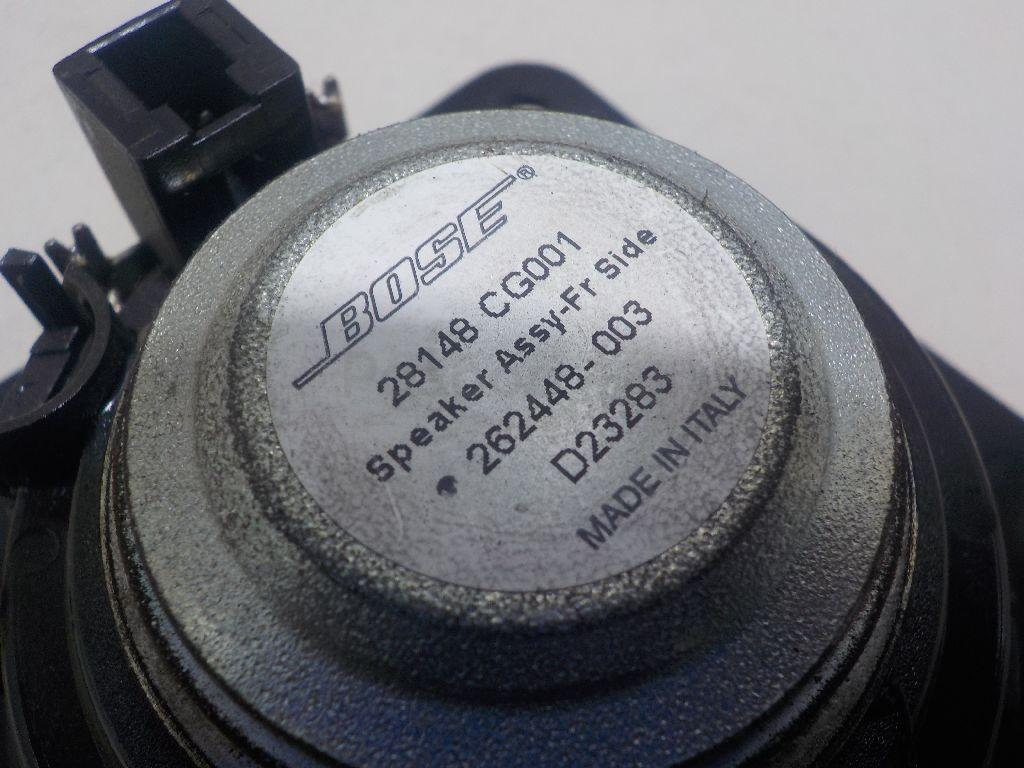 BOSE®
28148 CG001
Speaker Assy-Fr Side
262448-003
D23283
MADE IN ITALY